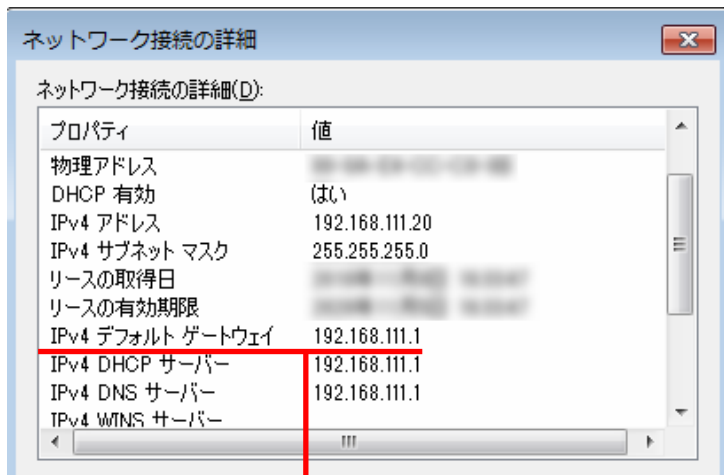 ネットワーク接続の詳細
ネットワーク接続の詳細(D):
プロパティ 値
物理アドレス
DHCP 有効 はい
IPv4 アドレス 192.168.111.20
IPv4 サブネット マスク 255.255.255.0
リースの取得日
リースの有効期限
IPv4 デフォルト ゲートウェイ 192.168.111.1
IPv4 DHCP サーバー 192.168.111.1
IPv4 DNS サーバー 192.168.111.1
IPv4 WINS サーバー